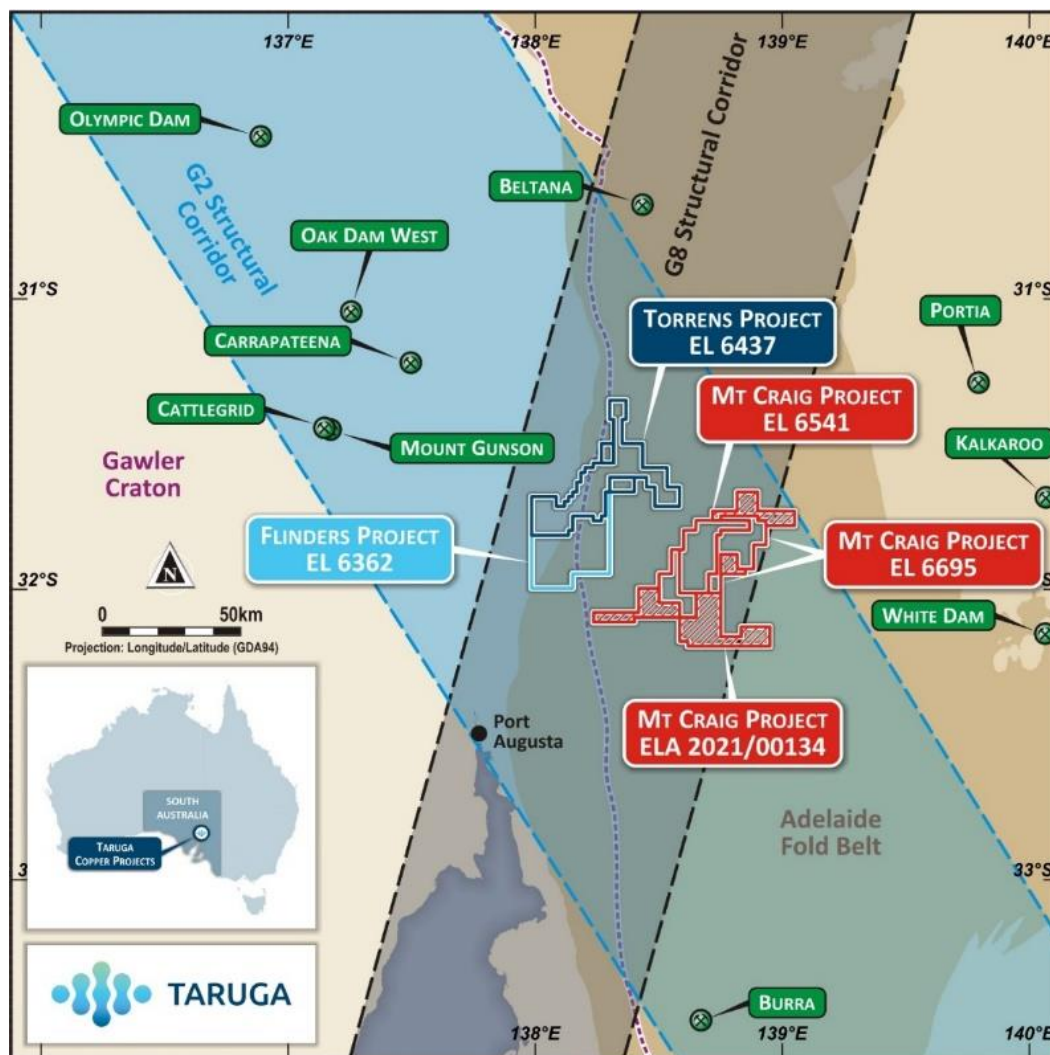 137°E
138°E
139°E
140°E
OLYMPIC DAM
G2 Structural
Corridor
BELTANA
G8 Structural Corridor
OAK DAM WEST
31°S
31°S
CARRAPATEENA
TORRENS PROJECT
EL 6437
PORTIA
CATTLEGRID
MOUNT GUNSON
MT CRAIG PROJECT
EL 6541
KALKAROO
Gawler
Craton
FLINDERS PROJECT
EL 6362
MT CRAIG PROJECT
EL 6695
N
32°S
0 50km
Projection: Longitude/Latitude (GDA94)
WHITE DAM
MT CRAIG PROJECT
ELA 2021/00134
Port
Augusta
SOUTH
AUSTRALIA
TARUGA
COPPER PROJECTS
Adelaide
Fold Belt
33°S
TARUGA
BURRA
137°E
138°E
139°E
140°E